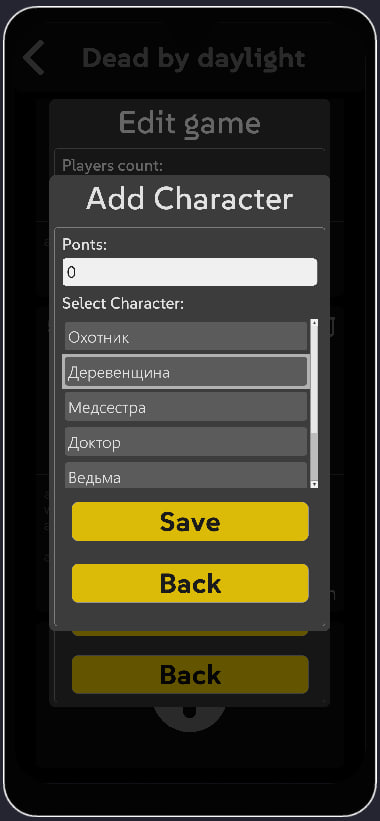 Dead by daylight
Edit game
Players count:
Add Character
Ponts:
0
Select Character:
Охотник
Деревенщина
Медсестра
Доктор
Ведьма
Save
Back
Back